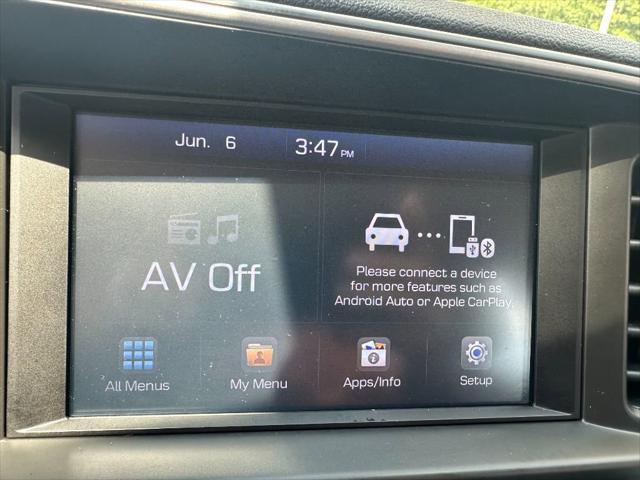 Jun. 6 3:47 PM
AV Off
Please connect a device
for more features such as
Android Auto or Apple CarPlay.
All Menus My Menu Apps/Info Setup